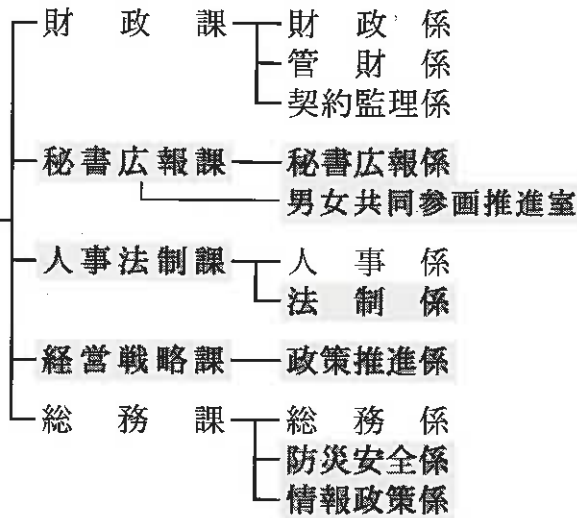 財政課 財政係
管財係
契約監理係
秘書広報課 秘書広報係
男女共同参画推進室
人事法制課 人事係
法制係
経営戦略課 政策推進係
総務課 総務係
防災安全係
情報政策係